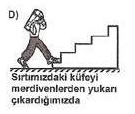 D)
Sırtımızdaki küfeyi
merdivenlerden yukarı
çıkardığımızda